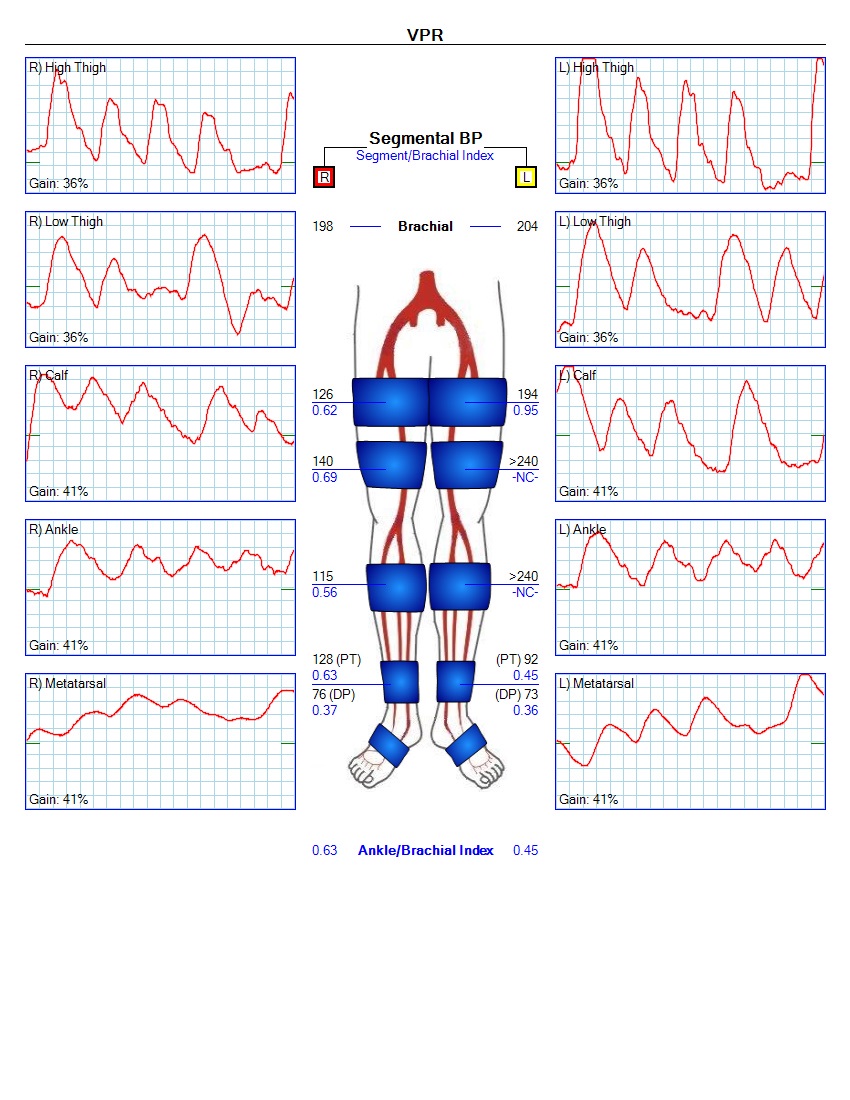 VPR
R) High Thigh
Gain: 36%
R) Low Thigh
Gain: 36%
R) Calf
Gain: 41%
R) Ankle
Gain: 41%
R) Metatarsal
Gain: 41%
Segmental BP
Segment/Brachial Index
R L
198 Brachial 204
126 194
0.62 0.95
140 >240
0.69 -NC-
115 >240
0.56 -NC-
128 (PT) (PT) 92
0.63 0.45
76 (DP) (DP) 73
0.37 0.36
0.63 Ankle/Brachial Index 0.45
L) High Thigh
Gain: 36%
L) Low Thigh
Gain: 36%
L) Calf
Gain: 41%
L) Ankle
Gain: 41%
L) Metatarsal
Gain: 41%